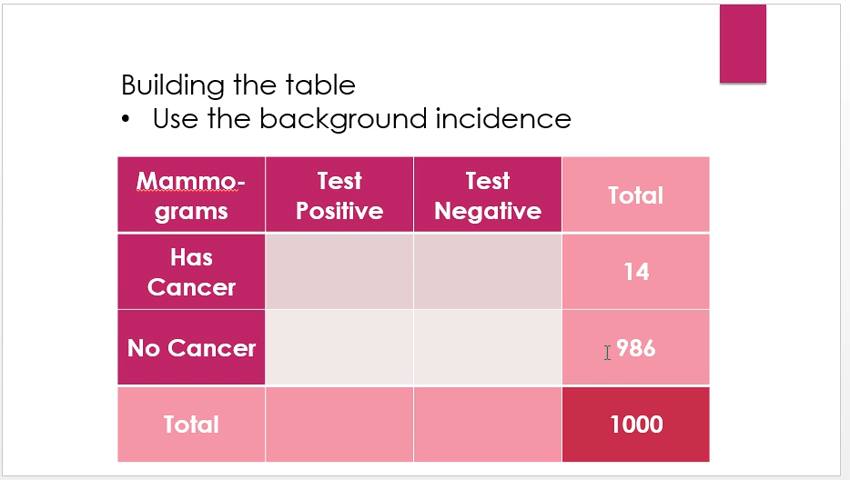 Building the table
• Use the background incidence
Mammo-
grams
Test
Positive
Test
Negative
Total
Has
Cancer
14
No Cancer
986
Total
1000